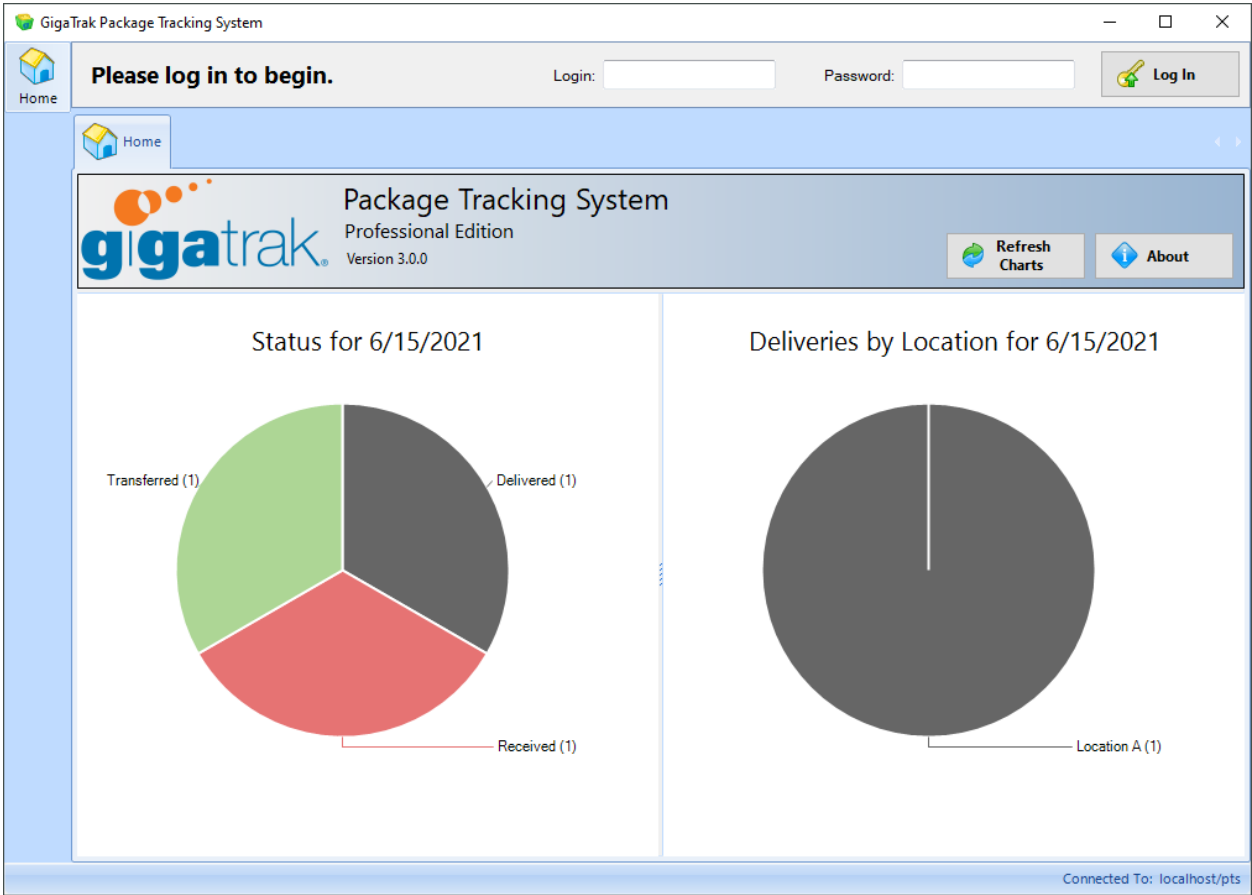 GigaTrak Package Tracking System
Home
Please log in to begin.
Login:
Password:
Log In
Home
gigatrak®
Package Tracking System
Professional Edition
Version 3.0.0
Refresh
Charts
About
Status for 6/15/2021
Transferred (1)
Delivered (1)
Received (1)
Deliveries by Location for 6/15/2021
Location A (1)
Connected To: localhost/pts